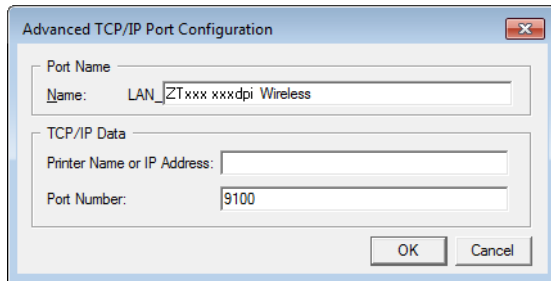 Advanced TCP/IP Port Configuration
Port Name
Name: LAN_ZTxxx xxxdpi Wireless
TCP/IP Data
Printer Name or IP Address:
Port Number: 9100
OK Cancel